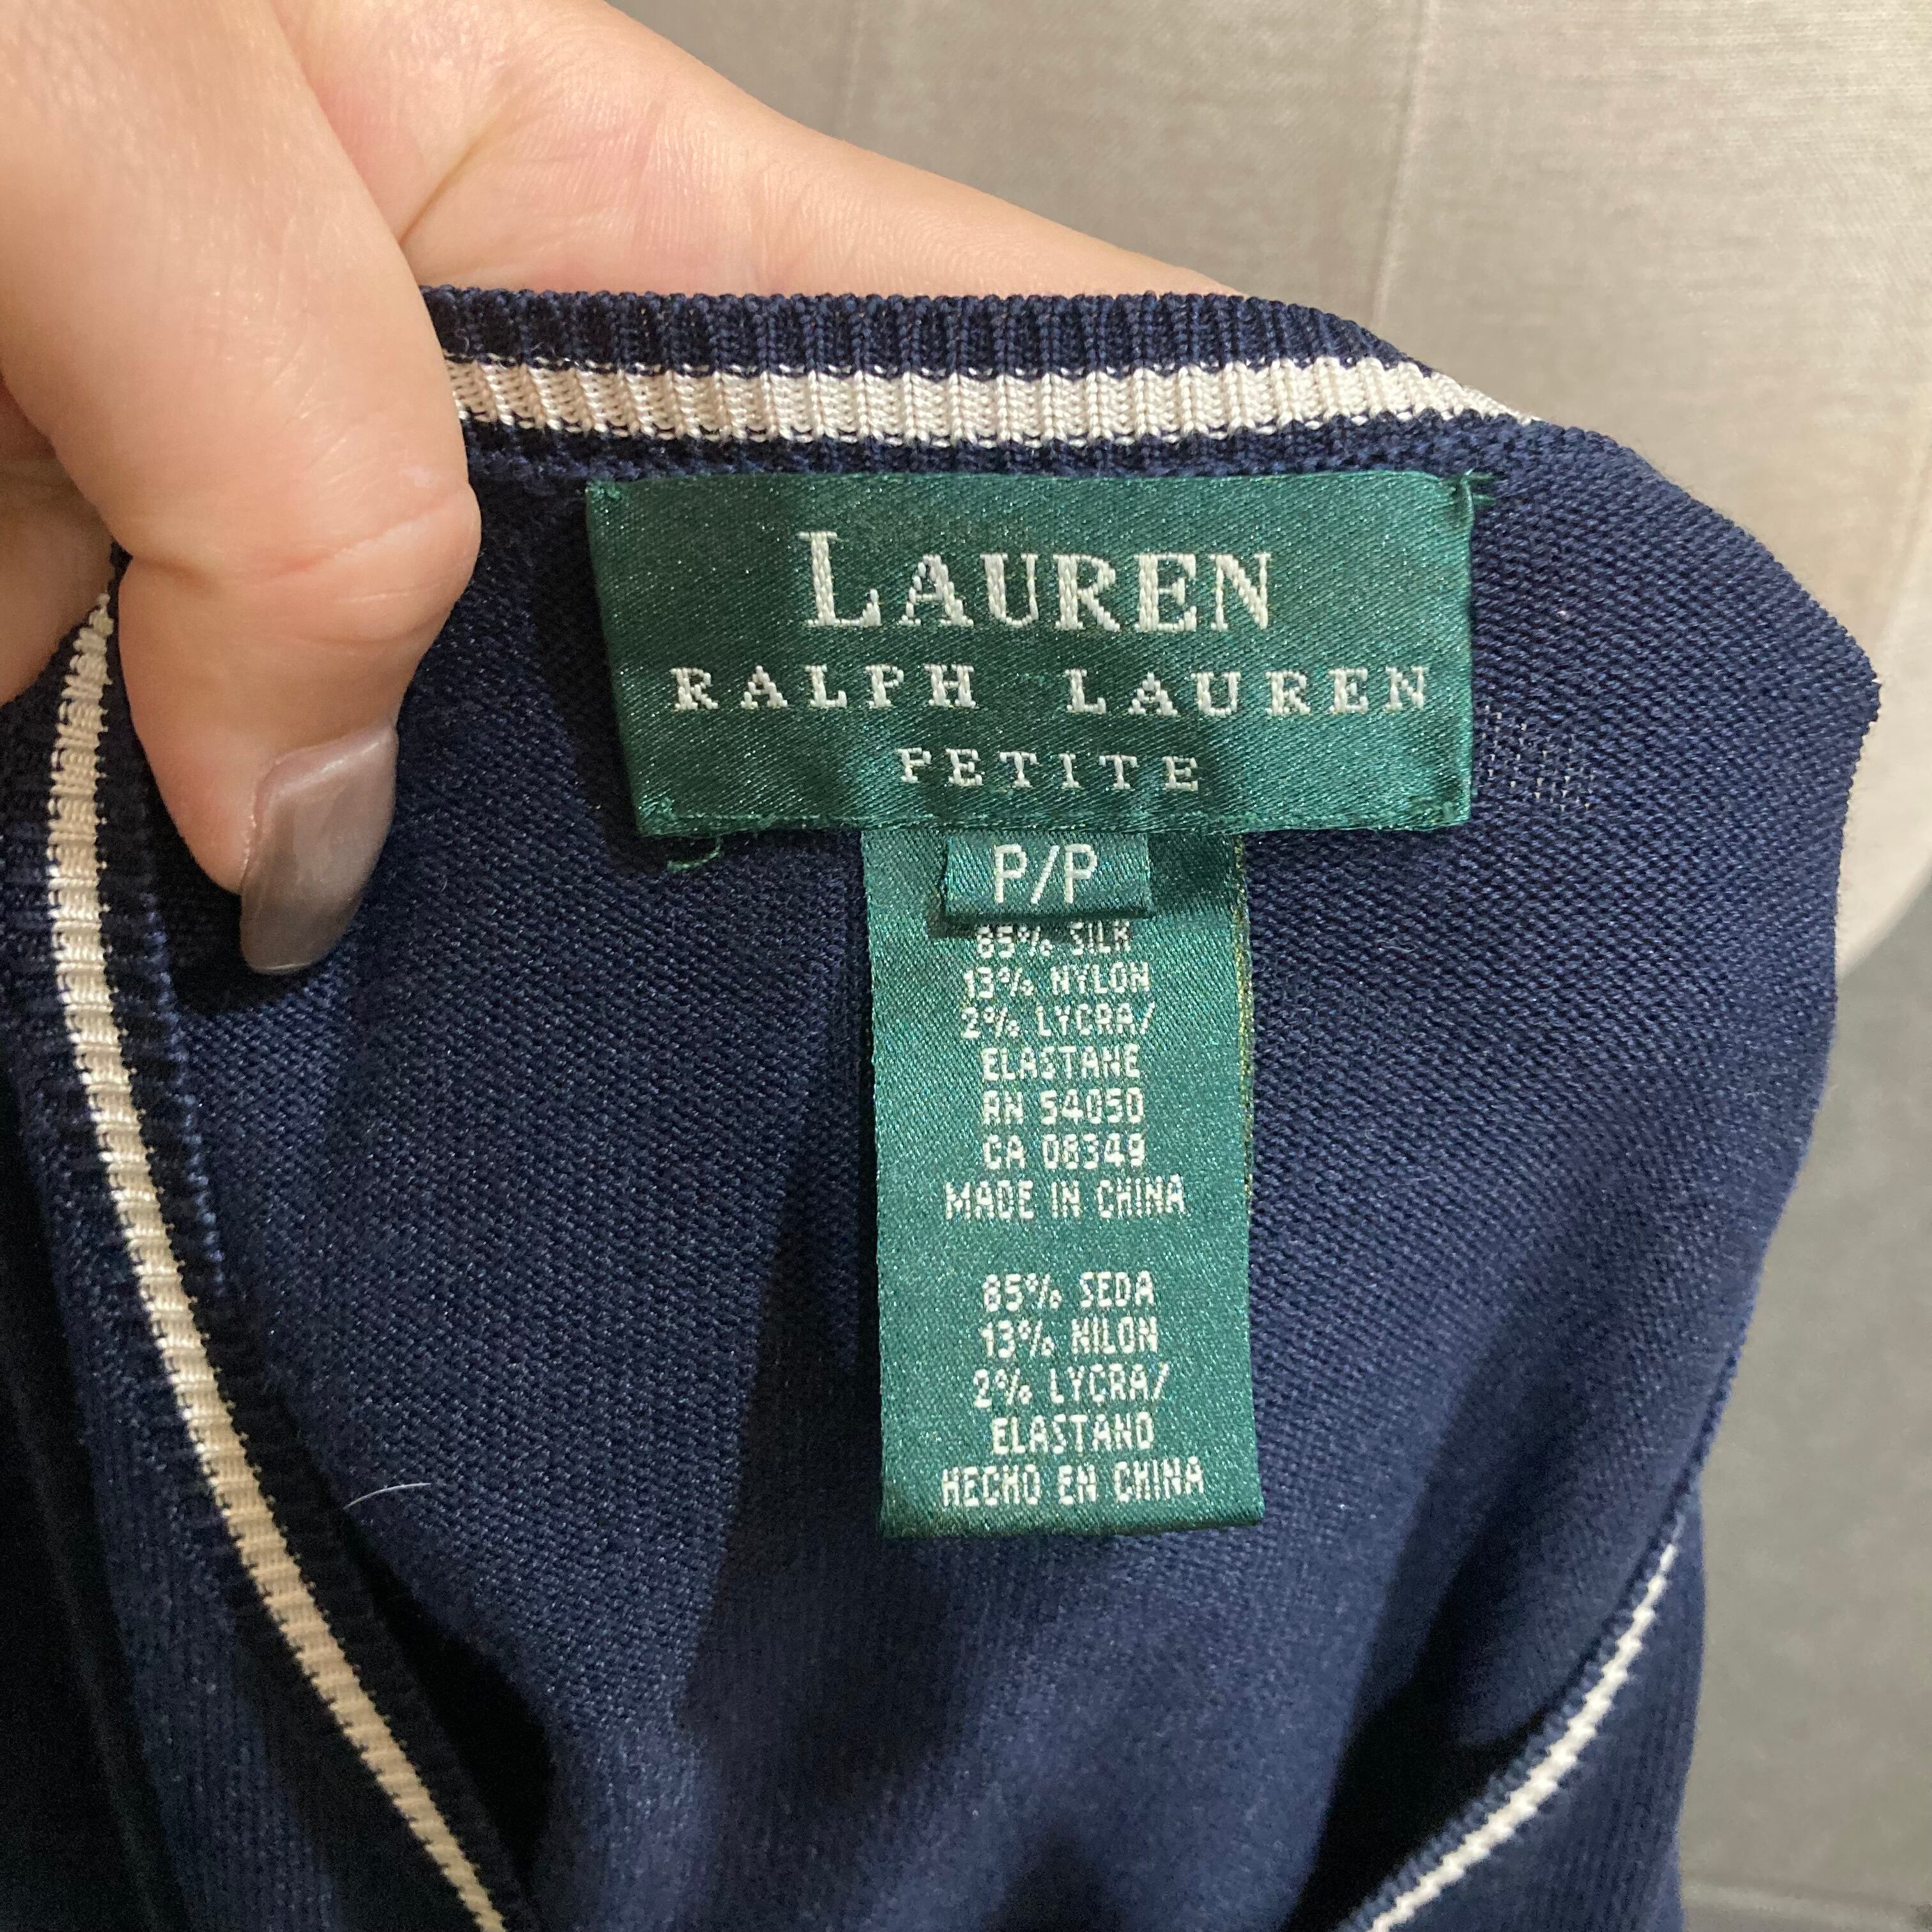 LAUREN
RALPH LAUREN
PETITE
P/P
85% SILK
13% NYLON
2% LYCRA/
ELASTANE
RN 54050
CA 08349
MADE IN CHINA
85% SEDA
13% NILON
2% LYCRA/
ELASTANO
HECHO EN CHINA